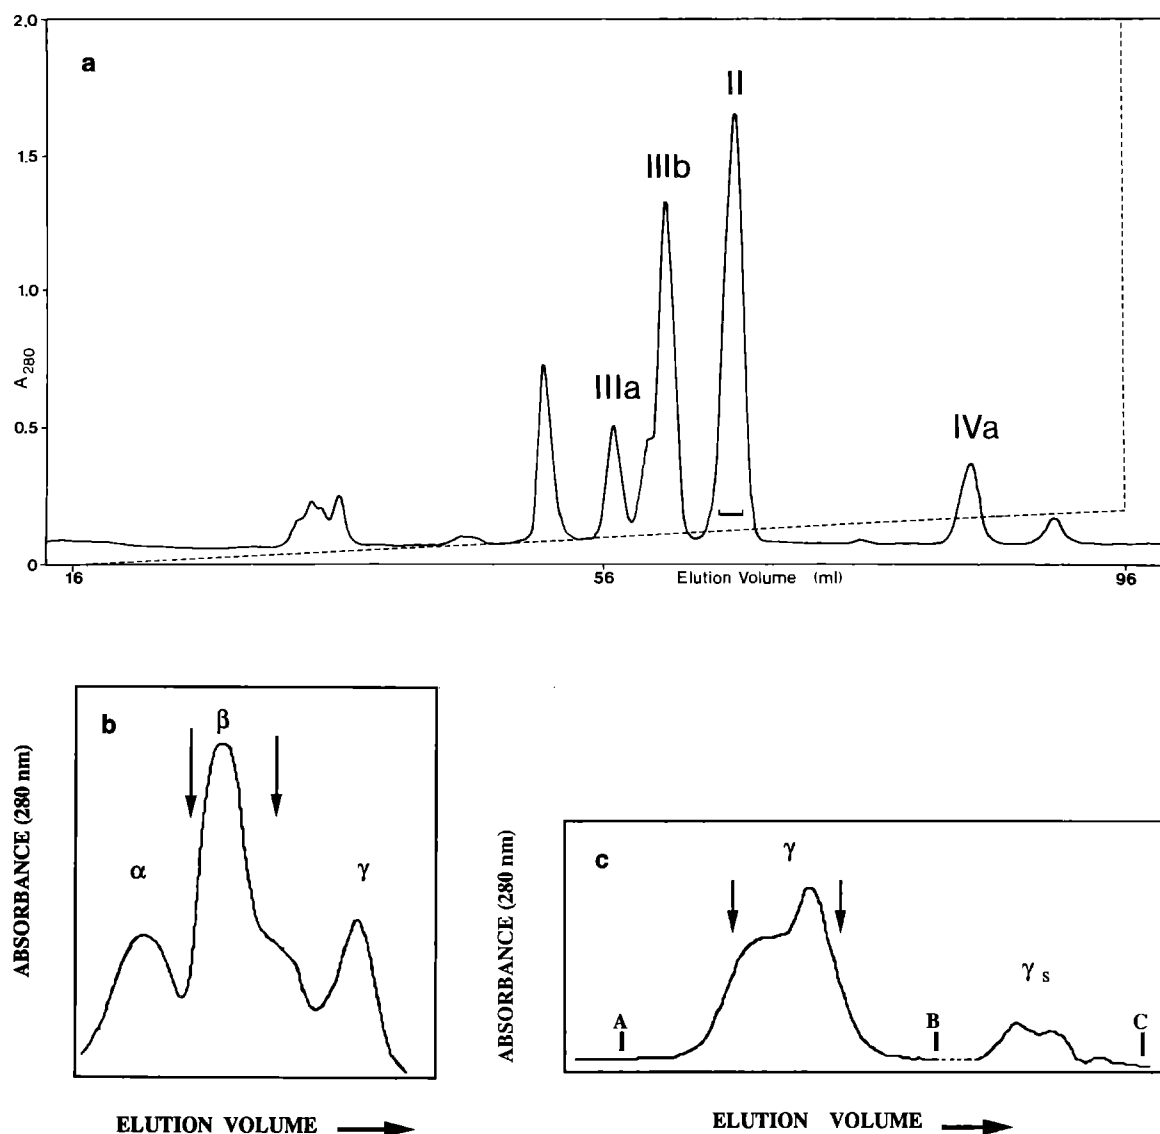 2.0
a
II
1.5
IIIb
1.0
A280
IIIa
0.5
IVa
0
16
56
Elution Volume (ml)
96
b
β
α
γ
ABSORBANCE (280 nm)
ELUTION VOLUME
c
γ
γs
A
B
C
ABSORBANCE (280 nm)
ELUTION VOLUME